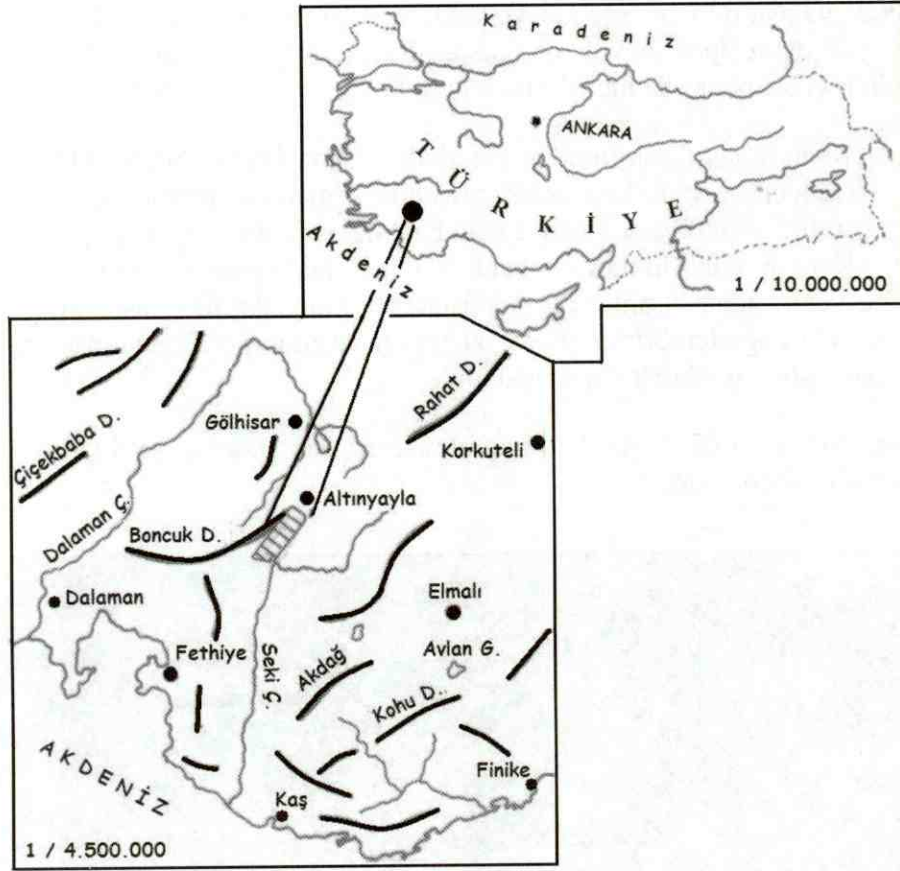 Karadeniz
ANKARA
TÜRKİYE
Akdeniz
1 / 10.000.000
Rahat D.
Gölhisar
Korkuteli
Çiçekbaba D.
Altınyayla
Dalaman Ç.
Boncuk D.
Dalaman
Elmalı
Fethiye
Seki Ç.
Akdağ
Avlan G.
Kohu D..
AKDENİZ
Finike
Kaş
1 / 4.500.000